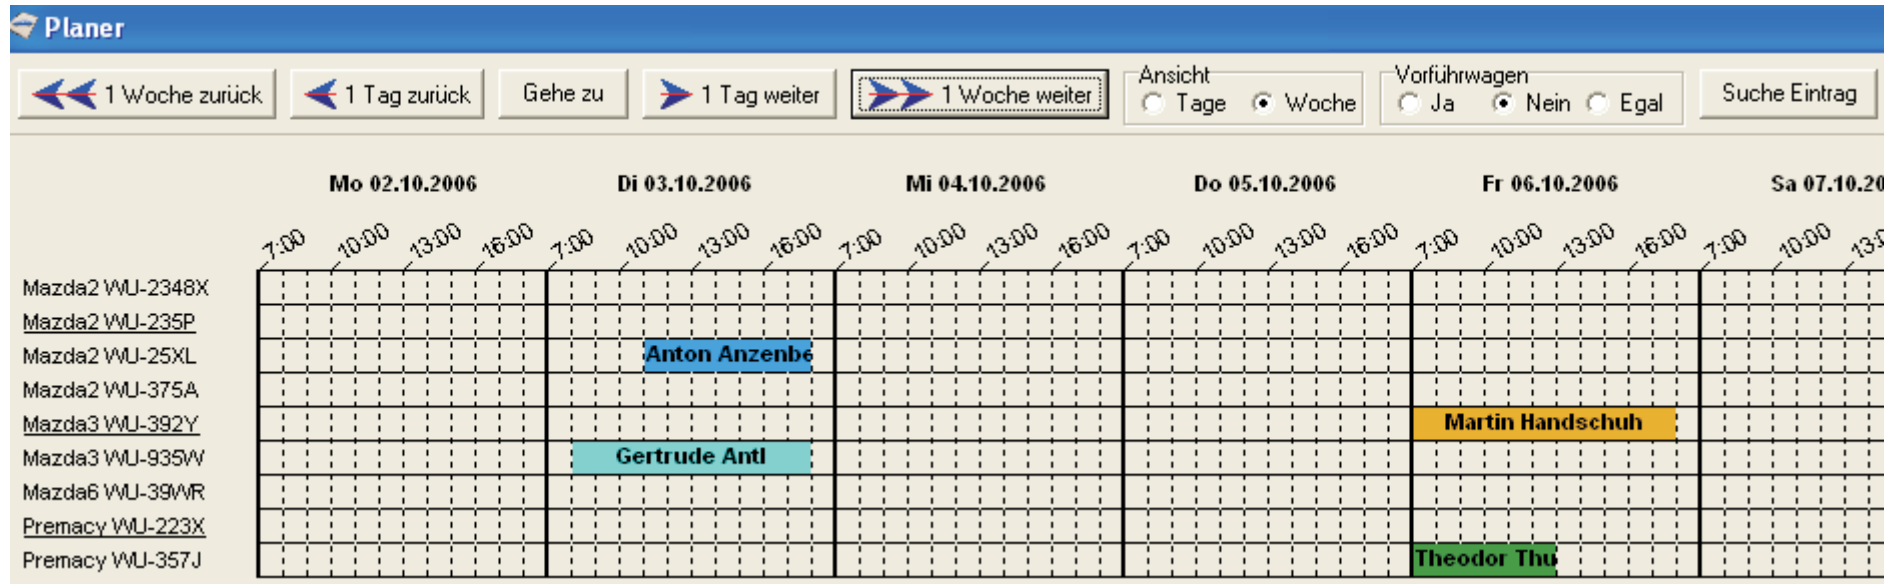 Planer
1 Woche zurück 1 Tag zurück Gehe zu 1 Tag weiter 1 Woche weiter Ansicht Tage Woche Vorführwagen Ja Nein Egal Suche Eintrag
Mo 02.10.2006 Di 03.10.2006 Mi 04.10.2006 Do 05.10.2006 Fr 06.10.2006 Sa 07.10.20
7:00 10:00 13:00 16:00 7:00 10:00 13:00 16:00 7:00 10:00 13:00 16:00 7:00 10:00 13:00 16:00 7:00 10:00 13:00 16:00 7:00 10:00
Mazda2 WU-2348X
Mazda2 WU-235P
Mazda2 WU-25XL Anton Anzenbe
Mazda2 WU-375A
Mazda3 WU-392Y Martin Handschuh
Mazda3 WU-935W Gertrude Antl
Mazda6 WU-39WR
Premacy WU-223X
Premacy WU-357J Theodor Thu